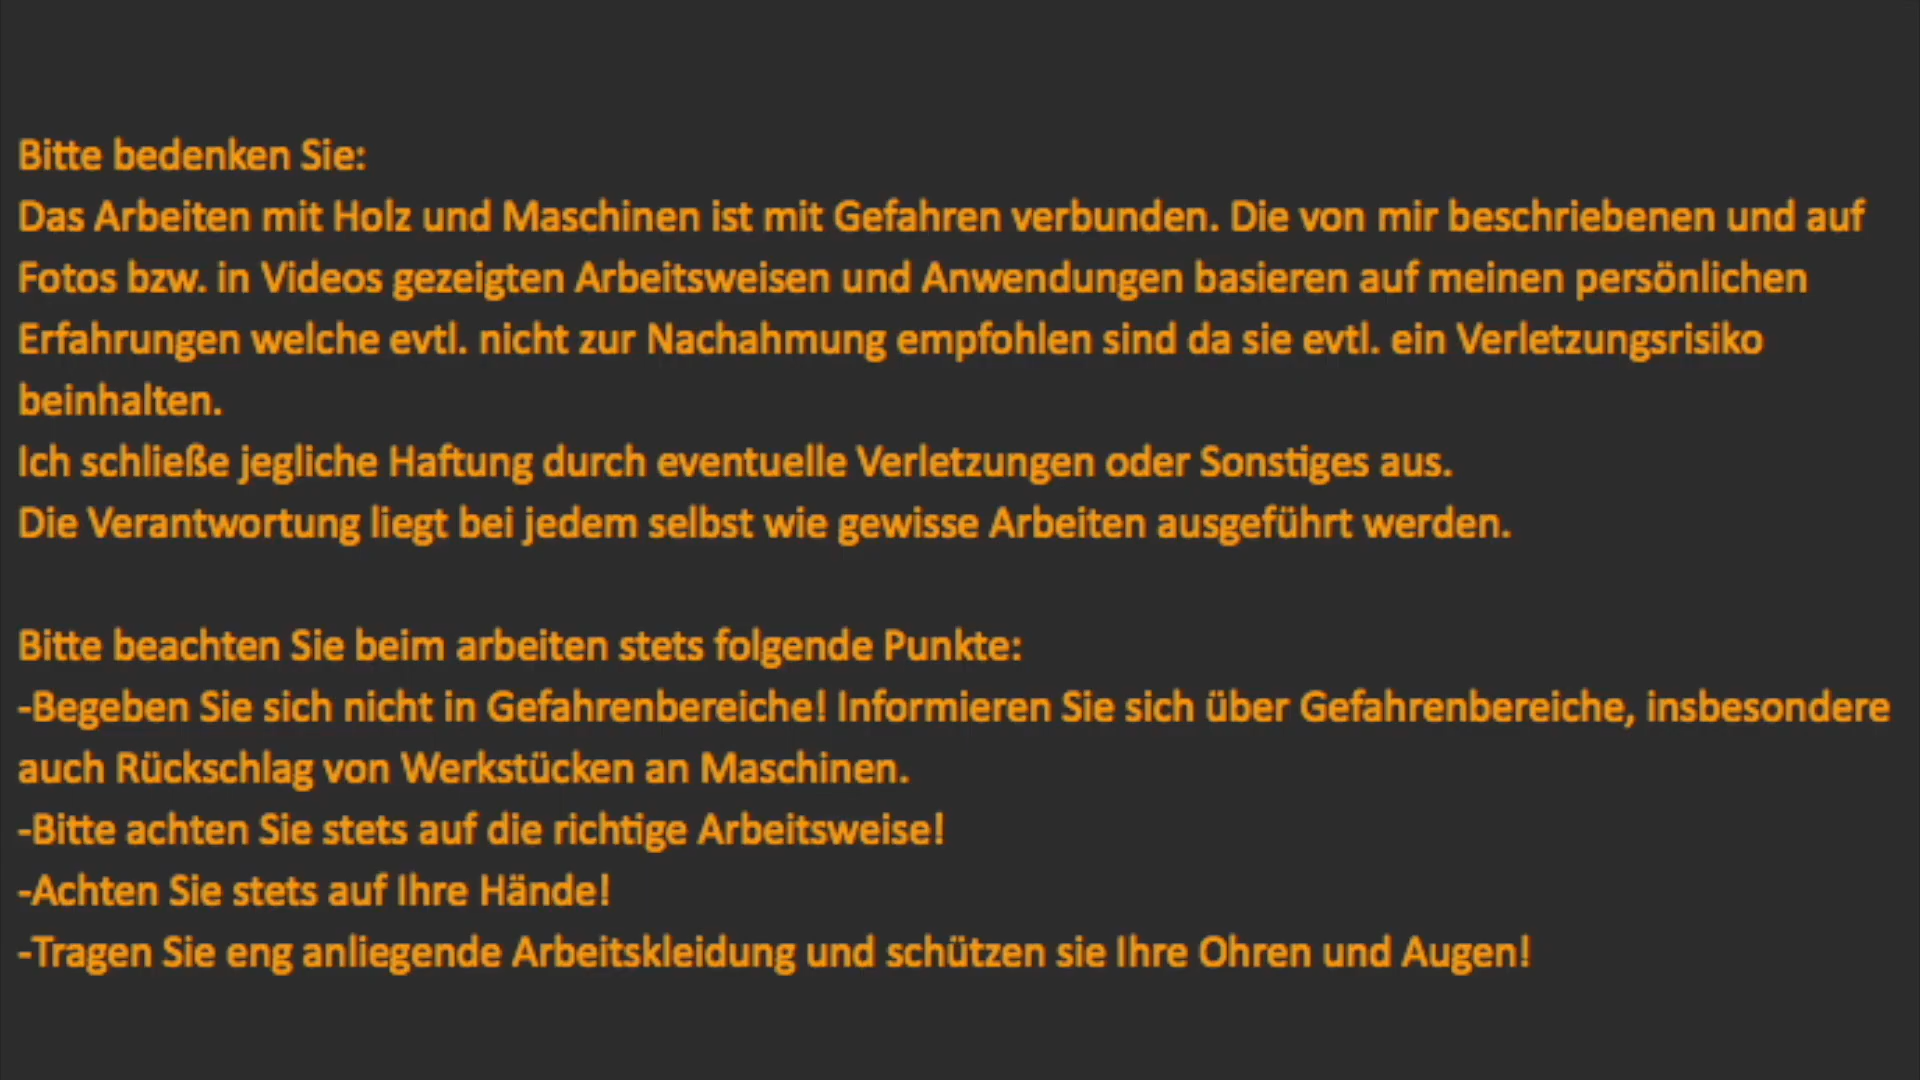 Bitte bedenken Sie:
Das Arbeiten mit Holz und Maschinen ist mit Gefahren verbunden. Die von mir beschriebenen und auf
Fotos bzw. in Videos gezeigten Arbeitsweisen und Anwendungen basieren auf meinen persönlichen
Erfahrungen welche evtl. nicht zur Nachahmung empfohlen sind da sie evtl. ein Verletzungsrisiko
beinhalten.
Ich schließe jegliche Haftung durch eventuelle Verletzungen oder Sonstiges aus.
Die Verantwortung liegt bei jedem selbst wie gewisse Arbeiten ausgeführt werden.
Bitte beachten Sie beim arbeiten stets folgende Punkte:
-Begeben Sie sich nicht in Gefahrenbereiche! Informieren Sie sich über Gefahrenbereiche, insbesondere
auch Rückschlag von Werkstücken an Maschinen.
-Bitte achten Sie stets auf die richtige Arbeitsweise!
-Achten Sie stets auf Ihre Hände!
-Tragen Sie eng anliegende Arbeitskleidung und schützen sie Ihre Ohren und Augen!